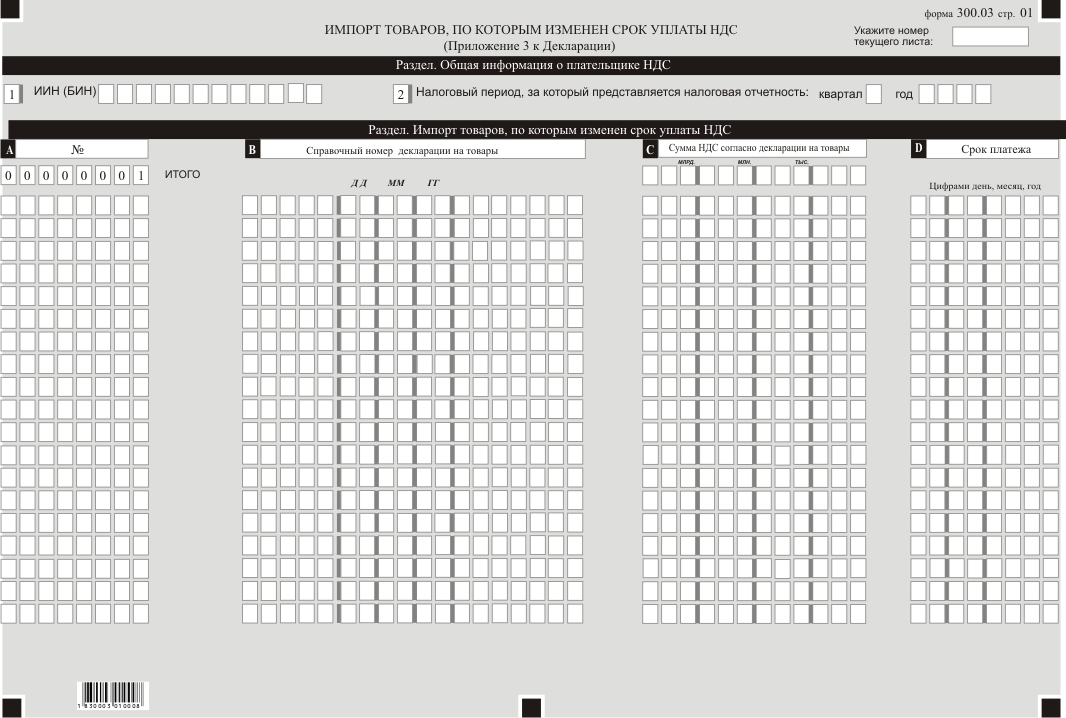 форма 300.03 стр. 01
ИМПОРТ ТОВАРОВ, ПО КОТОРЫМ ИЗМЕНЕН СРОК УПЛАТЫ НДС
(Приложение 3 к Декларации)
Укажите номер
текущего листа:
Раздел. Общая информация о плательщике НДС
1 ИИН (БИН) 2 Налоговый период, за который представляется налоговая отчетность: квартал год
Раздел. Импорт товаров, по которым изменен срок уплаты НДС
A № B Справочный номер декларации на товары C Сумма НДС согласно декларации на товары D Срок платежа
млрд. млн. тыс.
0 0 0 0 0 0 0 1 ИТОГО
ДД ММ ГГ Цифрами день, месяц, год
1 830003 010008